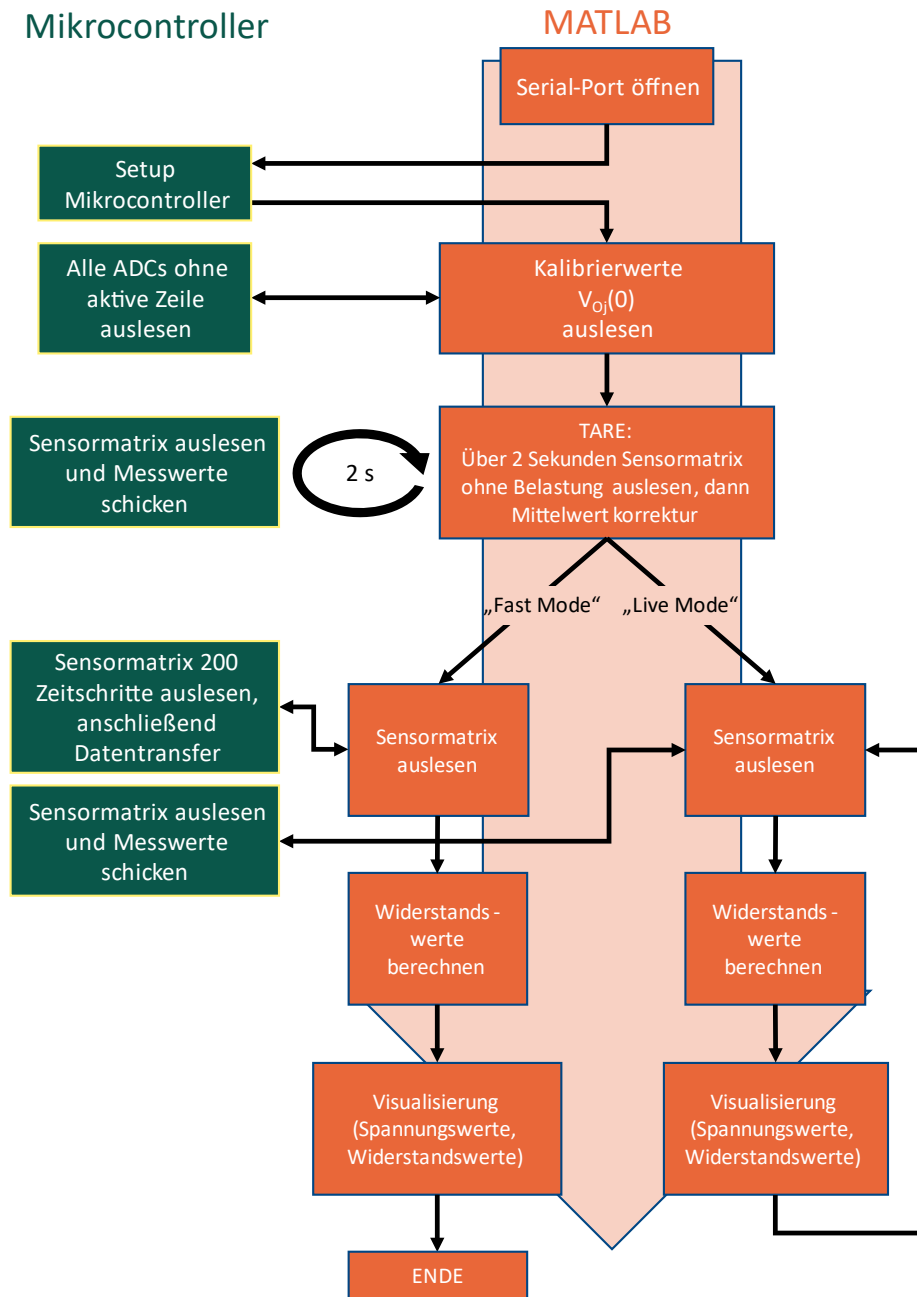 Mikrocontroller
MATLAB
Serial-Port öffnen
Setup
Mikrocontroller
Alle ADCs ohne
aktive Zeile
auslesen
Kalibrierwerte
V_Oj(0)
auslesen
Sensormatrix auslesen
und Messwerte
schicken
2 s
TARE:
Über 2 Sekunden Sensormatrix
ohne Belastung auslesen, dann
Mittelwert korrektur
„Fast Mode“
„Live Mode“
Sensormatrix 200
Zeitschritte auslesen,
anschließend
Datentransfer
Sensormatrix
auslesen
Sensormatrix
auslesen
Sensormatrix auslesen
und Messwerte
schicken
Widerstands -
werte
berechnen
Widerstands -
werte
berechnen
Visualisierung
(Spannungswerte,
Widerstandswerte)
Visualisierung
(Spannungswerte,
Widerstandswerte)
ENDE